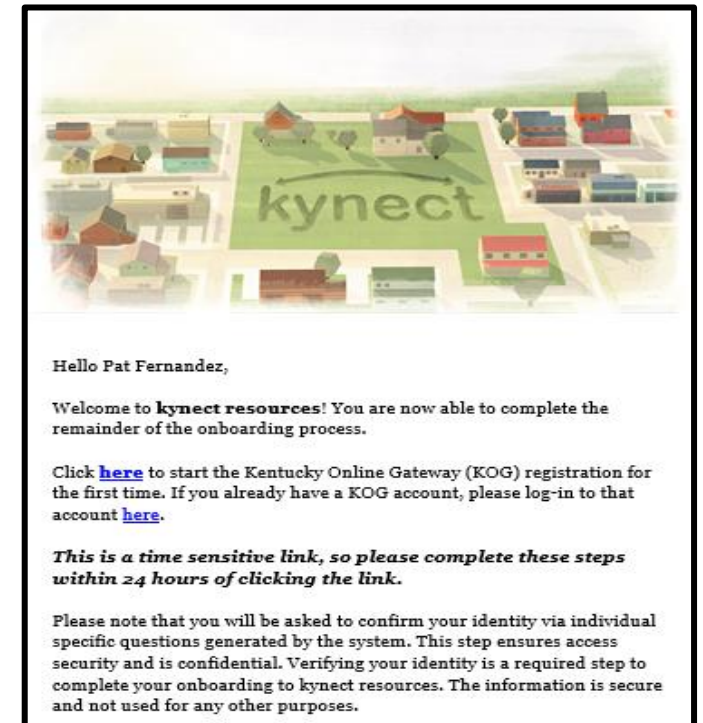 kynect
Hello Pat Fernandez,
Welcome to kynect resources! You are now able to complete the
remainder of the onboarding process.
Click here to start the Kentucky Online Gateway (KOG) registration for
the first time. If you already have a KOG account, please log-in to that
account here.
This is a time sensitive link, so please complete these steps
within 24 hours of clicking the link.
Please note that you will be asked to confirm your identity via individual
specific questions generated by the system. This step ensures access
security and is confidential. Verifying your identity is a required step to
complete your onboarding to kynect resources. The information is secure
and not used for any other purposes.